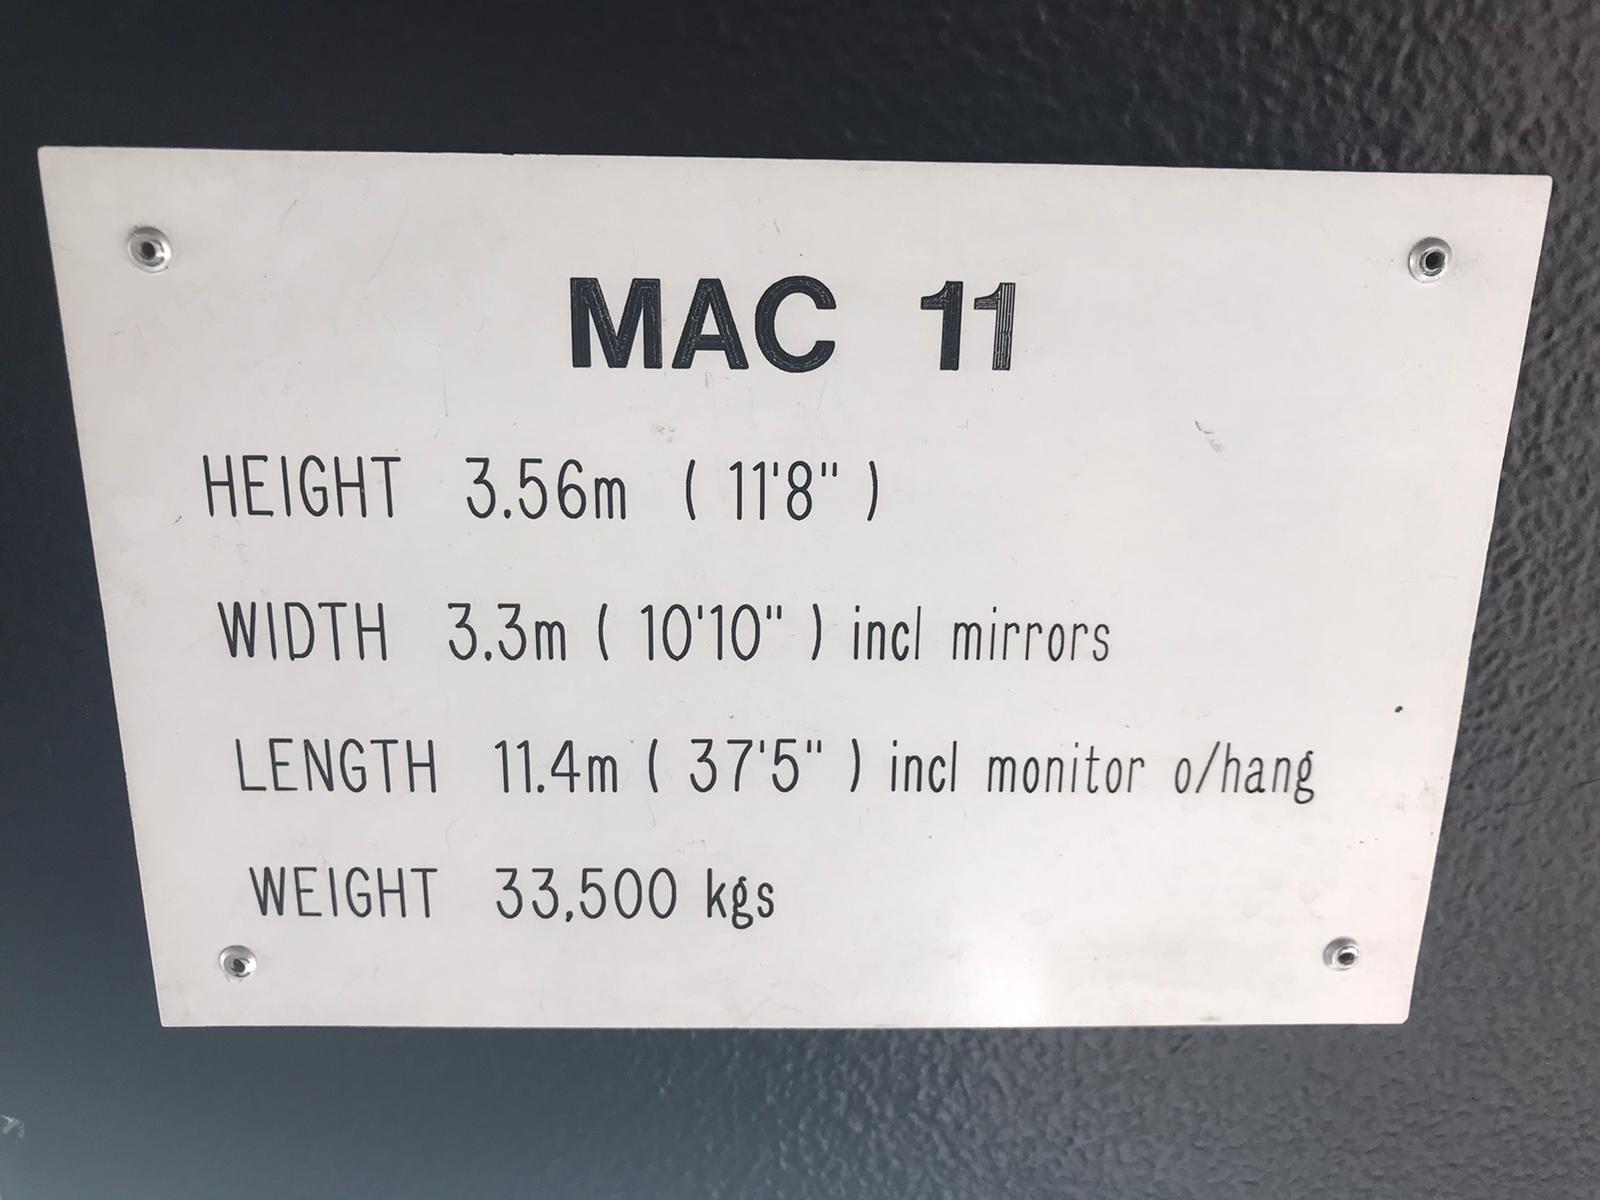 MAC 11
HEIGHT 3.56m ( 11'8" )
WIDTH 3.3m ( 10'10" ) incl mirrors
LENGTH 11.4m ( 37'5" ) incl monitor o/hang
WEIGHT 33,500 kgs